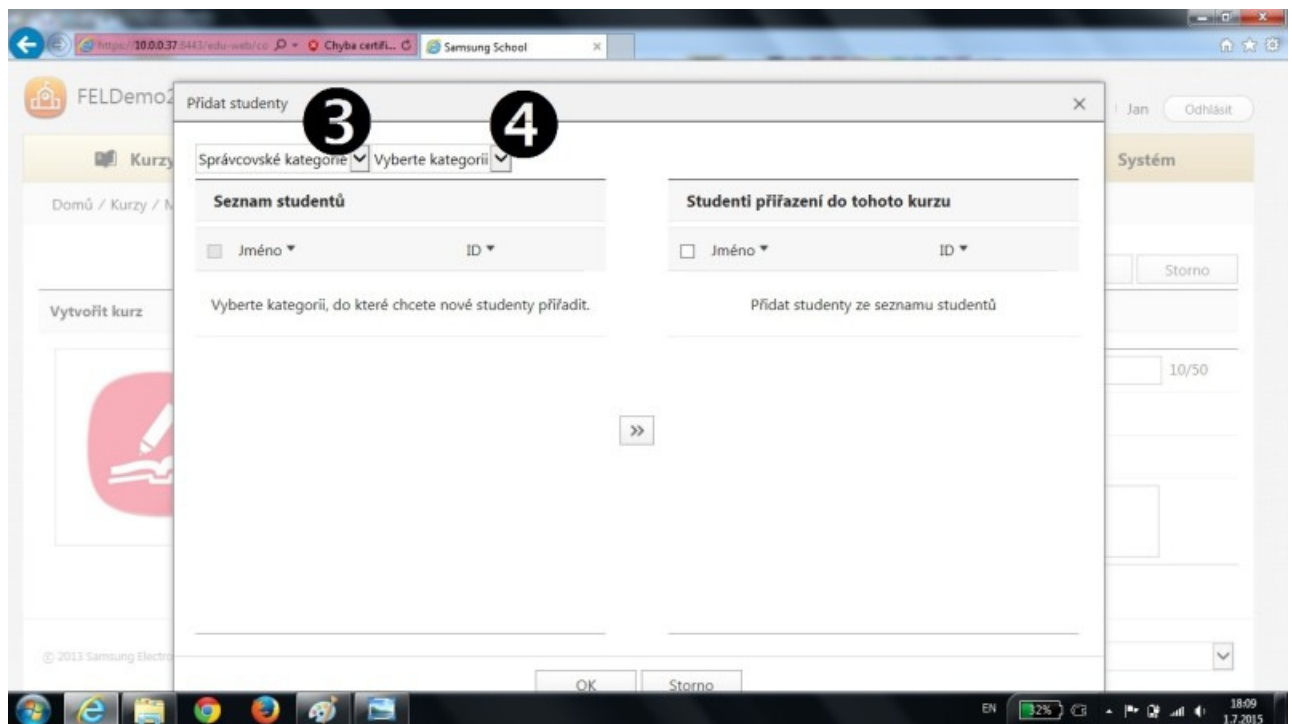 https://10.0.0.37:8443/edu-web/co
Chyba certifi...
Samsung School
FELDemo2
Přidat studenty
3
4
Jan
Odhlásit
Kurzy
Správcovské kategorie
Vyberte kategorii
Systém
Domů / Kurzy / M
Seznam studentů
Studenti přiřazení do tohoto kurzu
Jméno
ID
Jméno
ID
Storno
Vytvořit kurz
Vyberte kategorii, do které chcete nové studenty přiřadit.
Přidat studenty ze seznamu studentů
10/50
© 2013 Samsung Electro
OK
Storno
EN
32%
18:09
1.7.2015